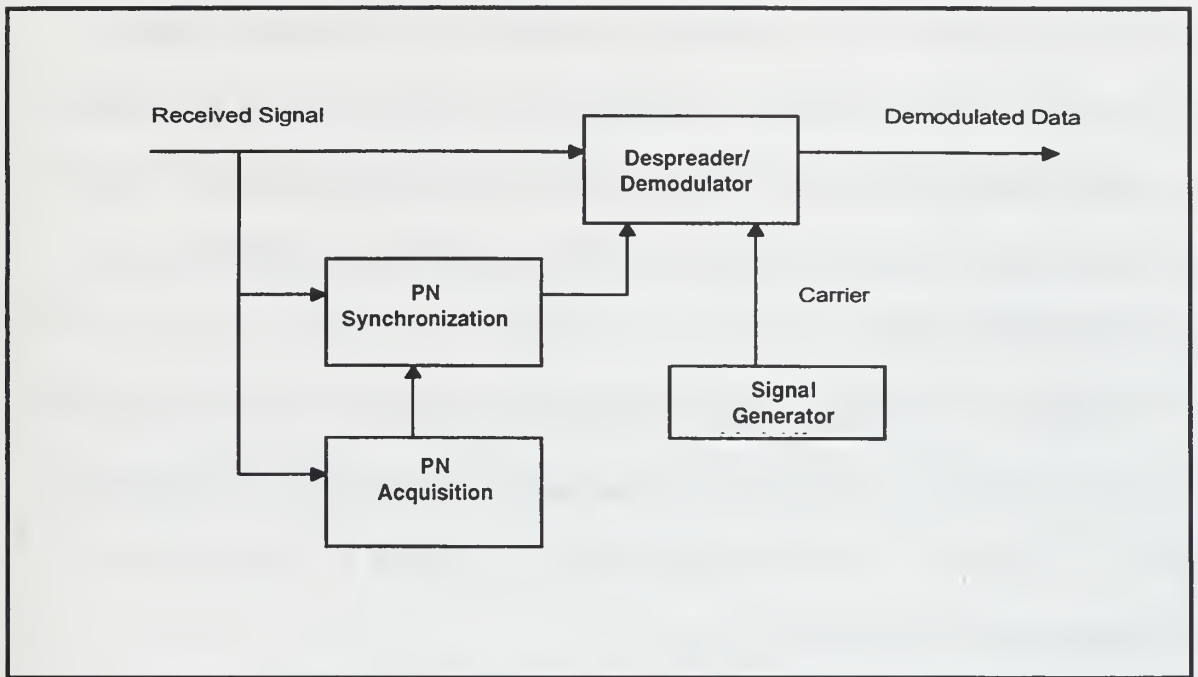 Received Signal
Demodulated Data
Despreader/
Demodulator
PN
Synchronization
Carrier
Signal
Generator
PN
Acquisition